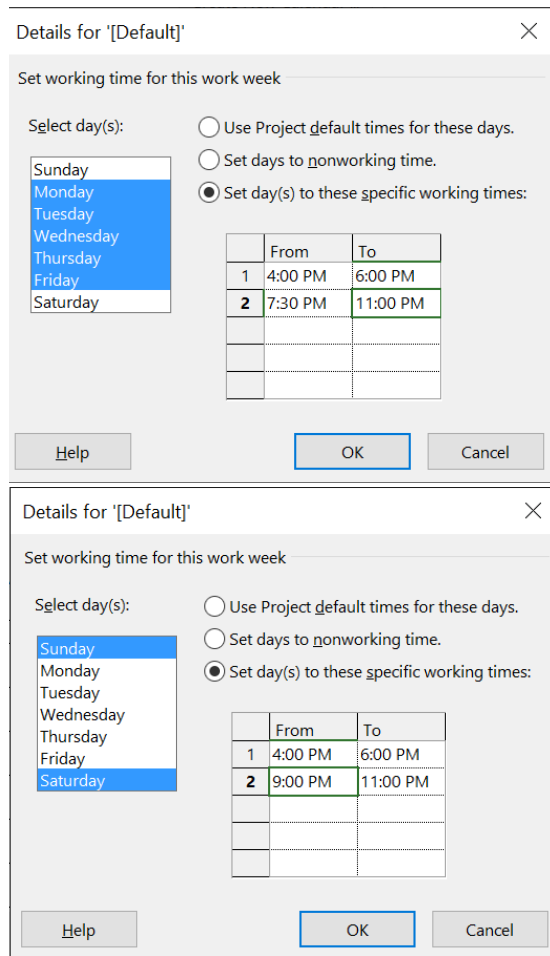 Details for '[Default]'
Set working time for this work week
Select day(s):
Use Project default times for these days.
Set days to nonworking time.
Set day(s) to these specific working times:
Sunday
Monday
Tuesday
Wednesday
Thursday
Friday
Saturday
From To
1 4:00 PM 6:00 PM
2 7:30 PM 11:00 PM
Help OK Cancel
Details for '[Default]'
Set working time for this work week
Select day(s):
Use Project default times for these days.
Set days to nonworking time.
Set day(s) to these specific working times:
Sunday
Monday
Tuesday
Wednesday
Thursday
Friday
Saturday
From To
1 4:00 PM 6:00 PM
2 9:00 PM 11:00 PM
Help OK Cancel